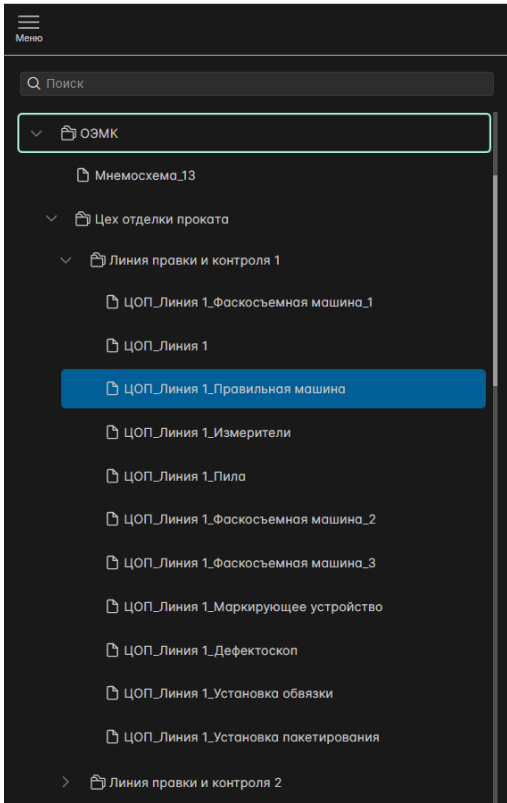 Меню
Поиск
ОЭМК
Мнемосхема_13
Цех отделки проката
Линия правки и контроля 1
ЦОП_Линия 1_Фаскосъемная машина_1
ЦОП_Линия 1
ЦОП_Линия 1_Правильная машина
ЦОП_Линия 1_Измерители
ЦОП_Линия 1_Пила
ЦОП_Линия 1_Фаскосъемная машина_2
ЦОП_Линия 1_Фаскосъемная машина_3
ЦОП_Линия 1_Маркирующее устройство
ЦОП_Линия 1_Дефектоскоп
ЦОП_Линия 1_Установка обвязки
ЦОП_Линия 1_Установка пакетирования
Линия правки и контроля 2